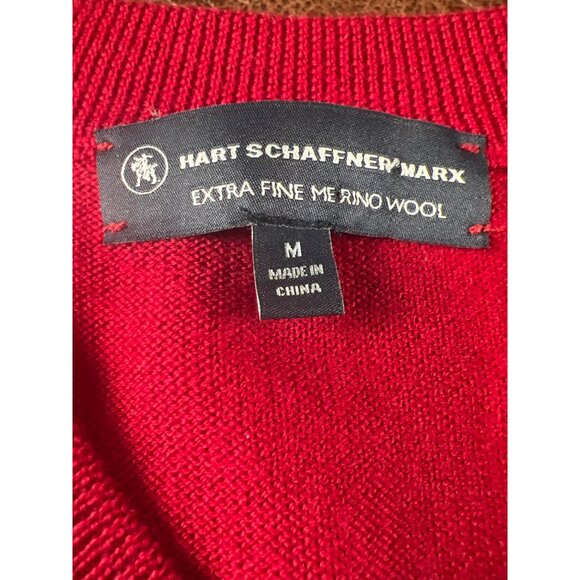 HART SCHAFFNER MARX
EXTRA FINE MERINO WOOL
M
MADE IN
CHINA